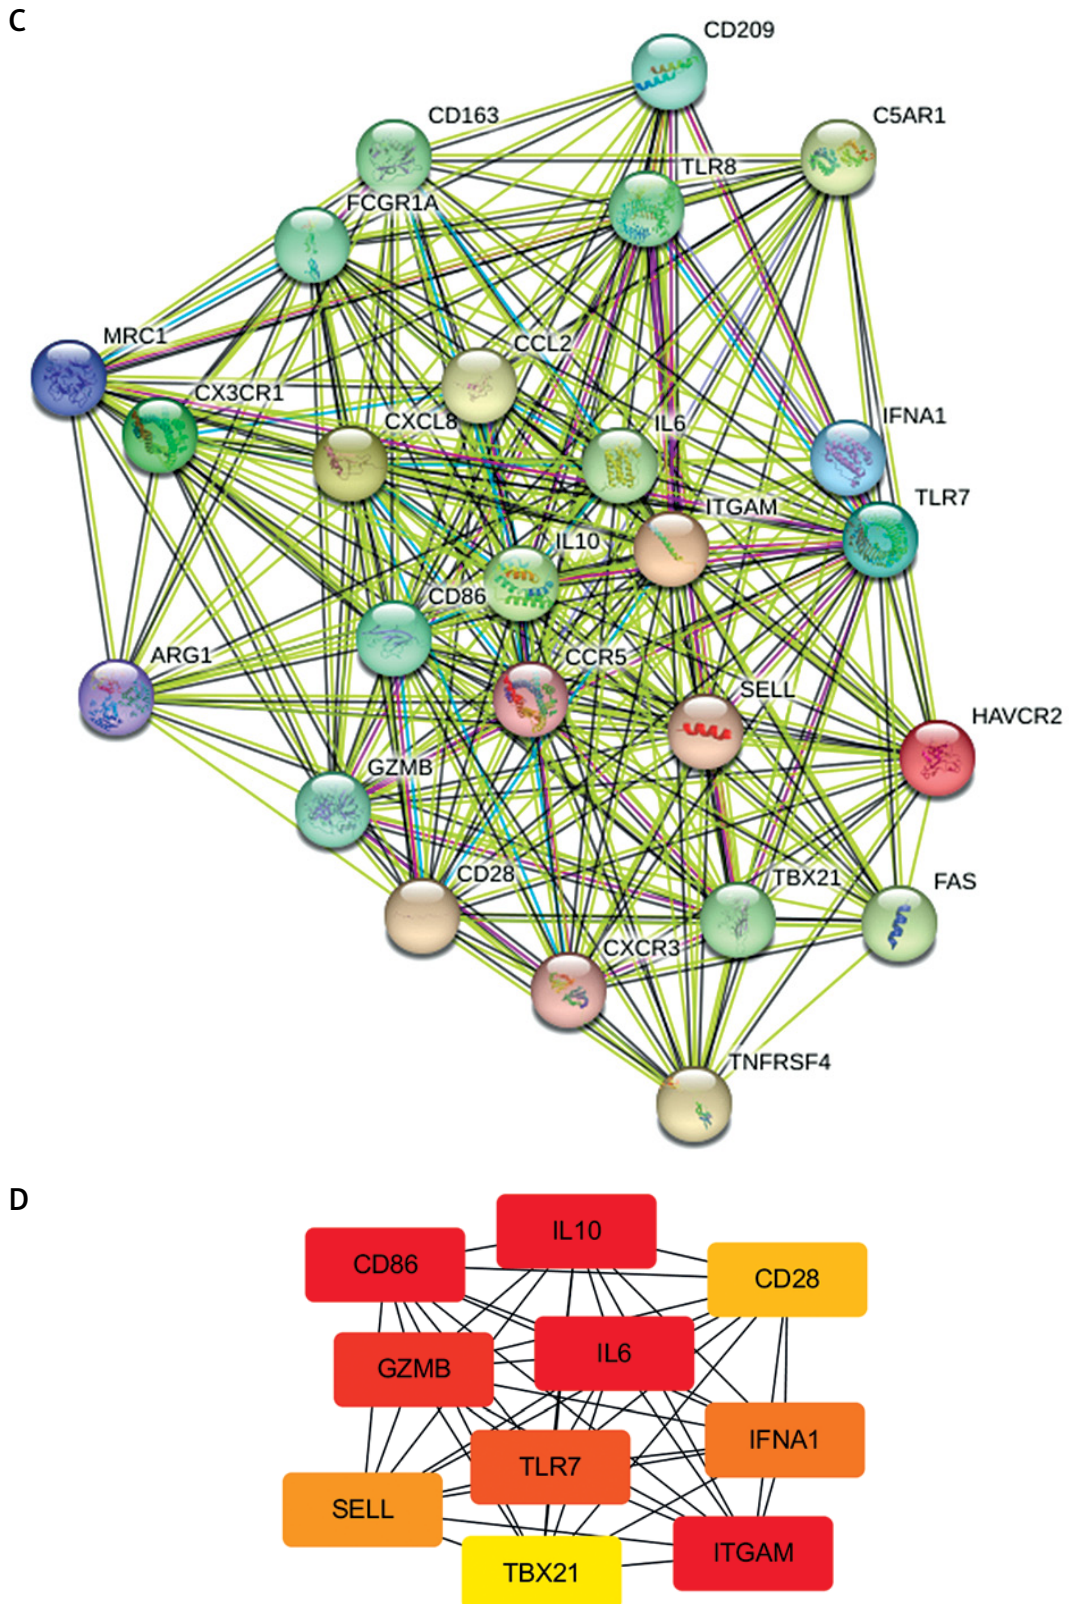 C
CD209
CD163
C5AR1
TLR8
FCGR1A
MRC1
CCL2
CX3CR1
CXCL8
IL6
IFNA1
TLR7
ITGAM
IL10
CD86
CCR5
ARG1
SELL
HAVCR2
GZMB
CD28
TBX21
FAS
CXCR3
TNFRSF4
D
IL10
CD86
CD28
IL6
GZMB
IFNA1
TLR7
SELL
ITGAM
TBX21